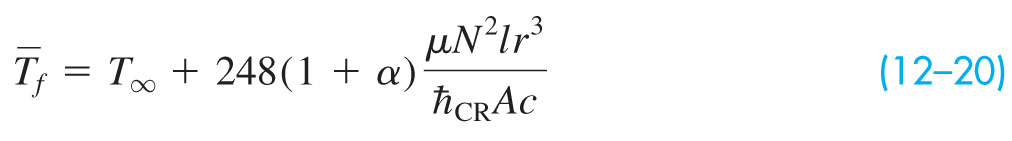 T̄_f = T_∞ + 248(1 + α) μN²lr³ / ħ_CR Ac (12–20)